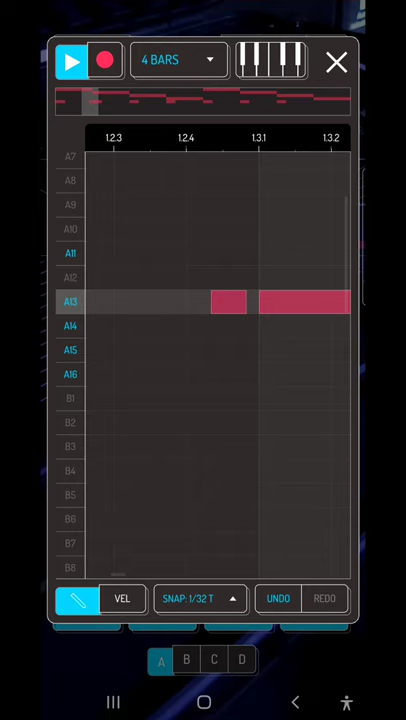 4 BARS
1.2.3 1.2.4 1.3.1 1.3.2
A7
A8
A9
A10
A11
A12
A13
A14
A15
A16
B1
B2
B3
B4
B5
B6
B7
B8
VEL SNAP: 1/32 T UNDO REDO
A B C D